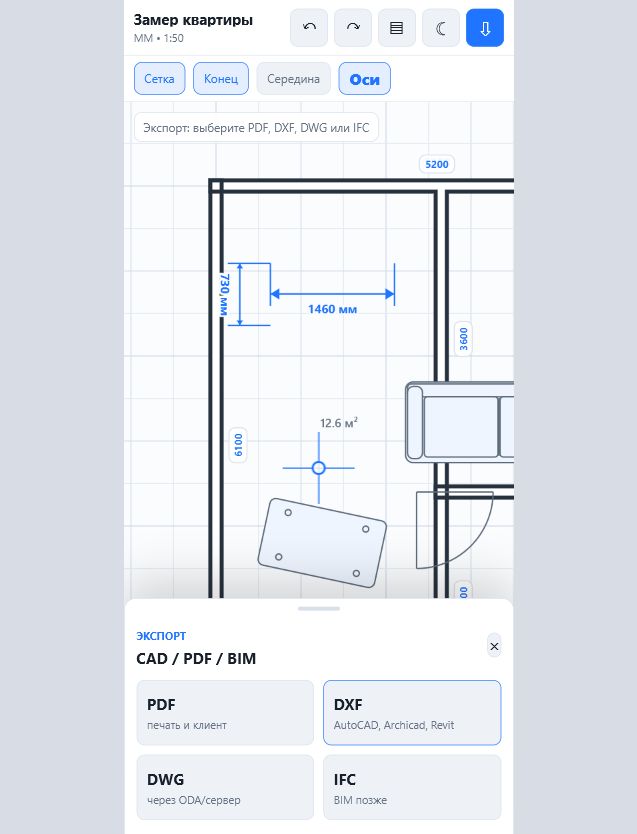 Замер квартиры
ММ • 1:50
Сетка
Конец
Середина
Оси
Экспорт: выберите PDF, DXF, DWG или IFC
5200
730 мм
1460 мм
3600
12.6 м²
6100
ЭКСПОРТ
CAD / PDF / BIM
PDF
печать и клиент
DXF
AutoCAD, Archicad, Revit
DWG
через ODA/сервер
IFC
BIM позже